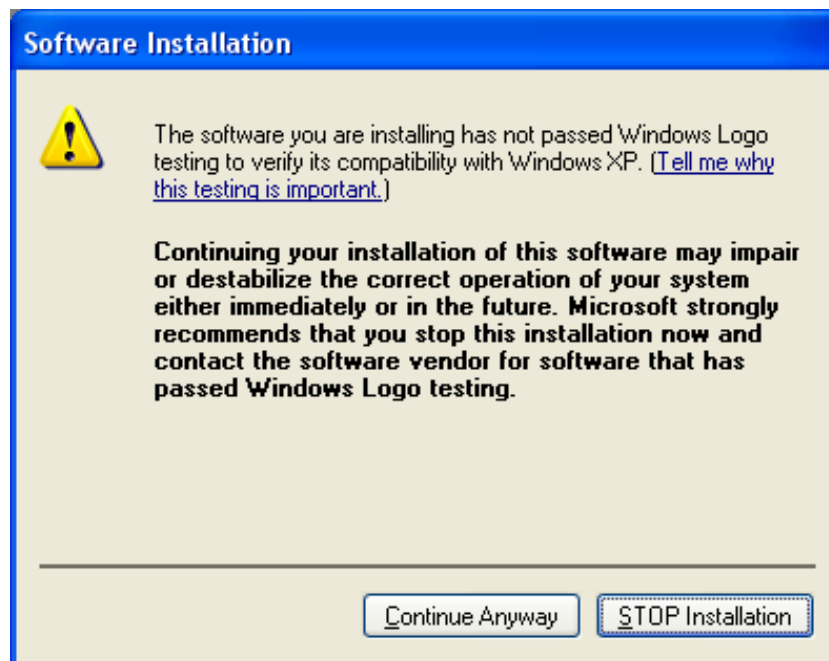 Software Installation
The software you are installing has not passed Windows Logo
testing to verify its compatibility with Windows XP. (Tell me why
this testing is important.)
Continuing your installation of this software may impair
or destabilize the correct operation of your system
either immediately or in the future. Microsoft strongly
recommends that you stop this installation now and
contact the software vendor for software that has
passed Windows Logo testing.
Continue Anyway
STOP Installation